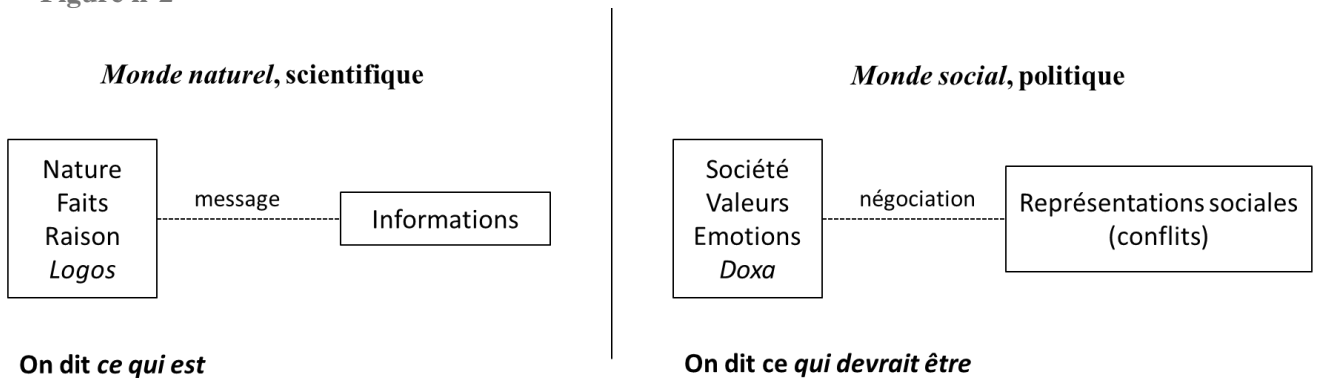 Figure n°2
Monde naturel, scientifique
Nature
Faits
Raison
Logos
message
Informations
On dit ce qui est
Monde social, politique
Société
Valeurs
Emotions
Doxa
négociation
Représentations sociales
(conflits)
On dit ce qui devrait être